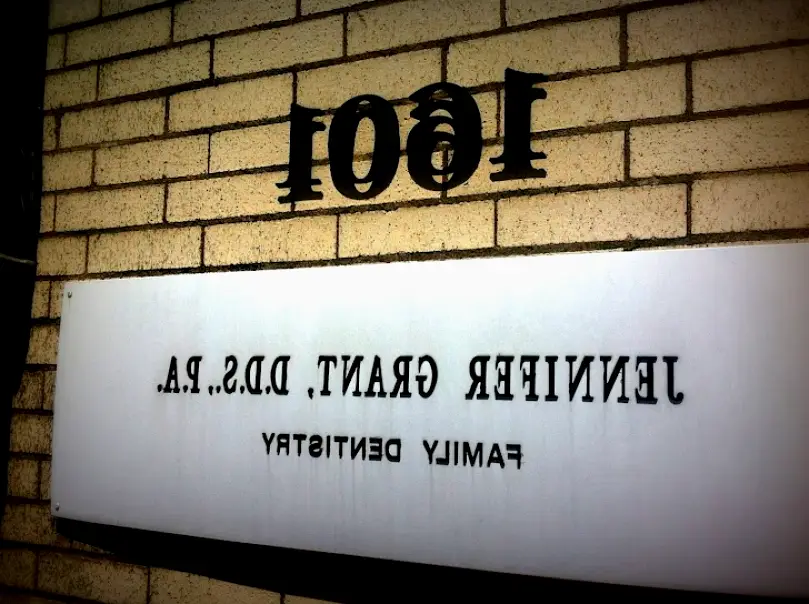 1601
JENNIFER GRANT, D.D.S., P.A.
FAMILY DENTISTRY